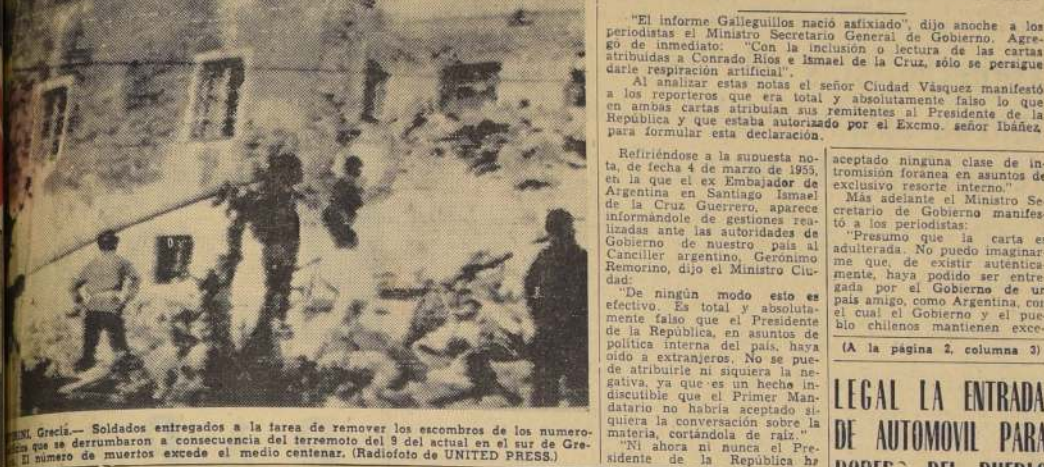 "El informe Galleguillos nació asfixiado", dijo anoche a los
periodistas el Ministro Secretario General de Gobierno. Agre-
gó de inmediato: "Con la inclusión o lectura de las cartas
atribuidas a Conrado Ríos e Ismael de la Cruz, sólo se persigue
darle respiración artificial".
Al analizar estas notas el señor Ciudad Vásquez manifestó
a los reporteros que era total y absolutamente falso lo que
en ambas cartas atribuían sus remitentes al Presidente de la
República y que estaba autorizado por el Excmo. señor Ibáñez
para formular esta declaración.
Refiriéndose a la supuesta no-
ta, de fecha 4 de marzo de 1955,
en la que el ex Embajador de
Argentina en Santiago Ismael
de la Cruz Guerrero, aparece
informándole de gestiones rea-
lizadas ante las autoridades de
Gobierno de nuestro país al
Canciller argentino, Gerónimo
Remorino, dijo el Ministro Ciu-
dad:
"De ningún modo esto es
efectivo. Es total y absoluta-
mente falso que el Presidente
de la República, en asuntos de
política interna del país, haya
oído a extranjeros. No se pue-
de atribuirle ni siquiera la ne-
gativa, ya que es un hecho in-
discutible que el Primer Man-
datario no habría aceptado si-
quiera la conversación sobre la
materia, cortándola de raíz."
"Ni ahora ni nunca el Pre-
sidente de la República ha
aceptado ninguna clase de in-
tromisión foránea en asuntos de
exclusivo resorte interno."
Más adelante el Ministro Se-
cretario de Gobierno manifes-
tó a los periodistas:
"Presumo que la carta es
adulterada. No puedo imaginar-
me que, de existir auténtica-
mente, haya podido ser entre-
gada por el Gobierno de un
país amigo, como Argentina, con
el cual el Gobierno y el pue-
blo chilenos mantienen exce-
(A la página 2, columna 3)
LEGAL LA ENTRADA
DE AUTOMOVIL PARA
Grecia.— Soldados entregados a la tarea de remover los escombros de los numero-
que se derrumbaron a consecuencia del terremoto del 9 del actual en el sur de Gre-
El número de muertos excede el medio centenar. (Radiofoto de UNITED PRESS.)